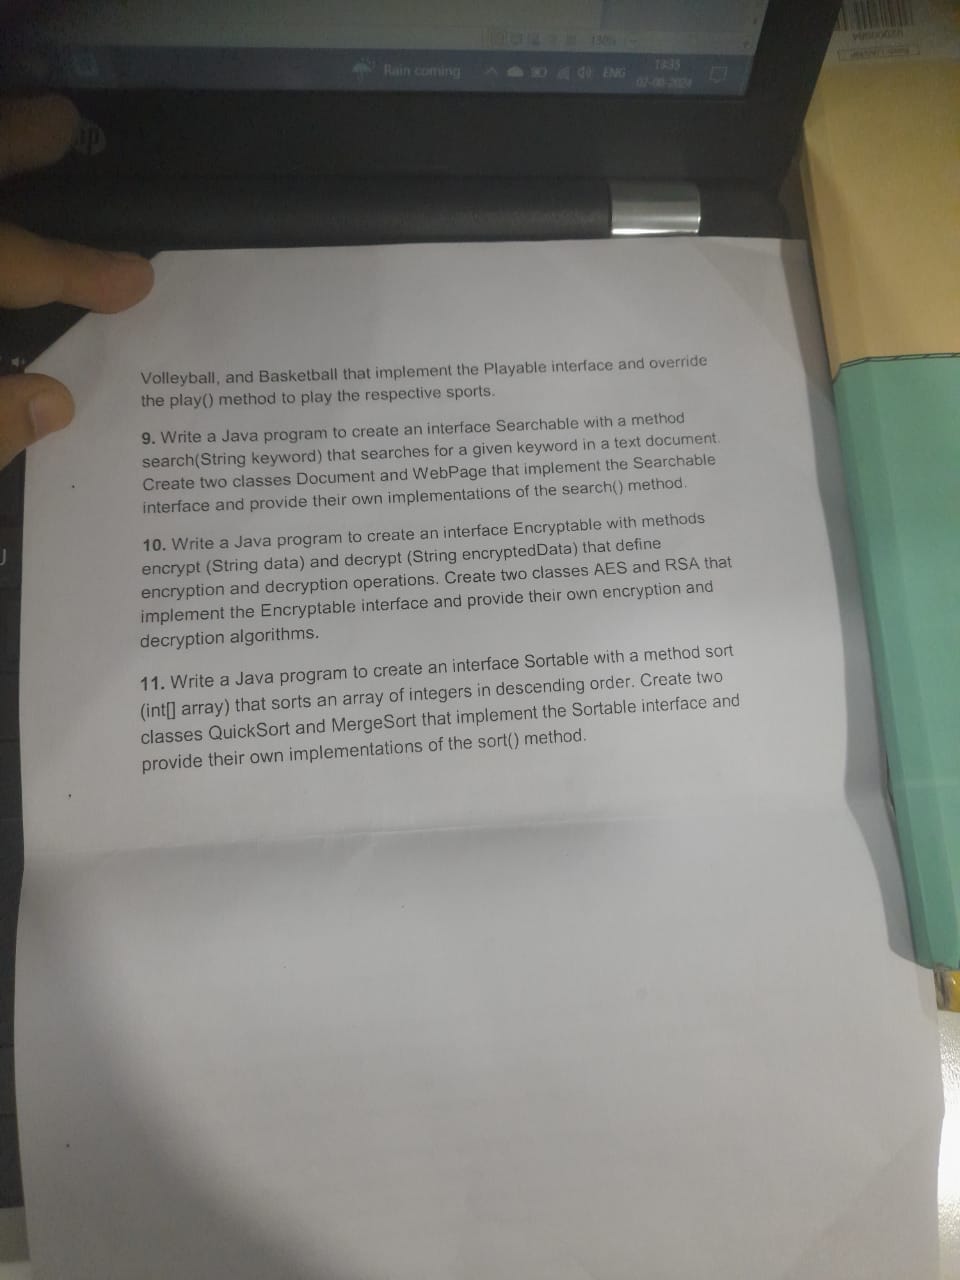 130%
Rain coming
ENG
19:35
hp
Volleyball, and Basketball that implement the Playable interface and override
the play() method to play the respective sports.
9. Write a Java program to create an interface Searchable with a method
search(String keyword) that searches for a given keyword in a text document.
Create two classes Document and WebPage that implement the Searchable
interface and provide their own implementations of the search() method.
10. Write a Java program to create an interface Encryptable with methods
encrypt (String data) and decrypt (String encryptedData) that define
encryption and decryption operations. Create two classes AES and RSA that
implement the Encryptable interface and provide their own encryption and
decryption algorithms.
11. Write a Java program to create an interface Sortable with a method sort
(int[] array) that sorts an array of integers in descending order. Create two
classes QuickSort and MergeSort that implement the Sortable interface and
provide their own implementations of the sort() method.